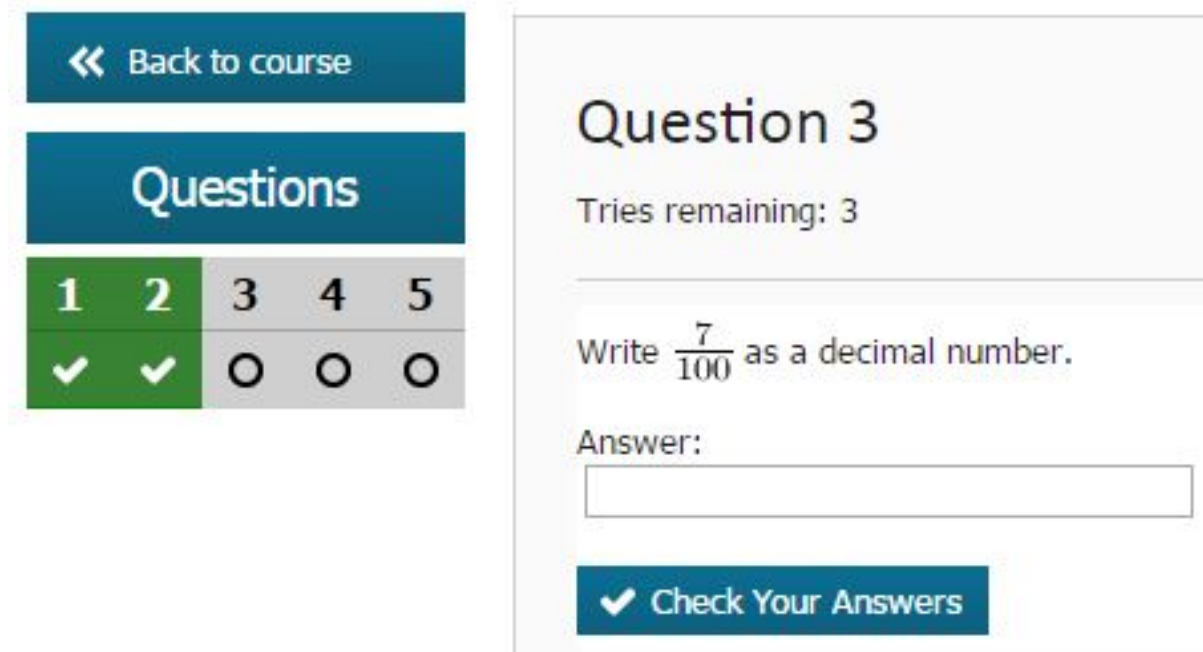 Back to course
Questions
1 2 3 4 5
Question 3
Tries remaining: 3
Write 7/100 as a decimal number.
Answer:
Check Your Answers